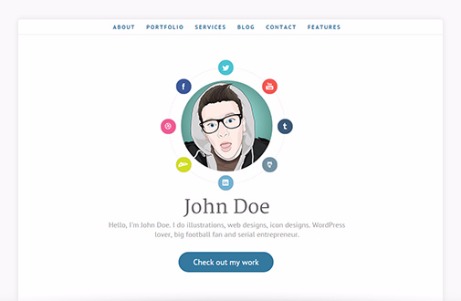 ABOUT PORTFOLIO SERVICES BLOG CONTACT FEATURES
John Doe
Hello, I'm John Doe. I do illustrations, web designs, icon designs. WordPress
lover, big football fan and serial entrepreneur.
Check out my work